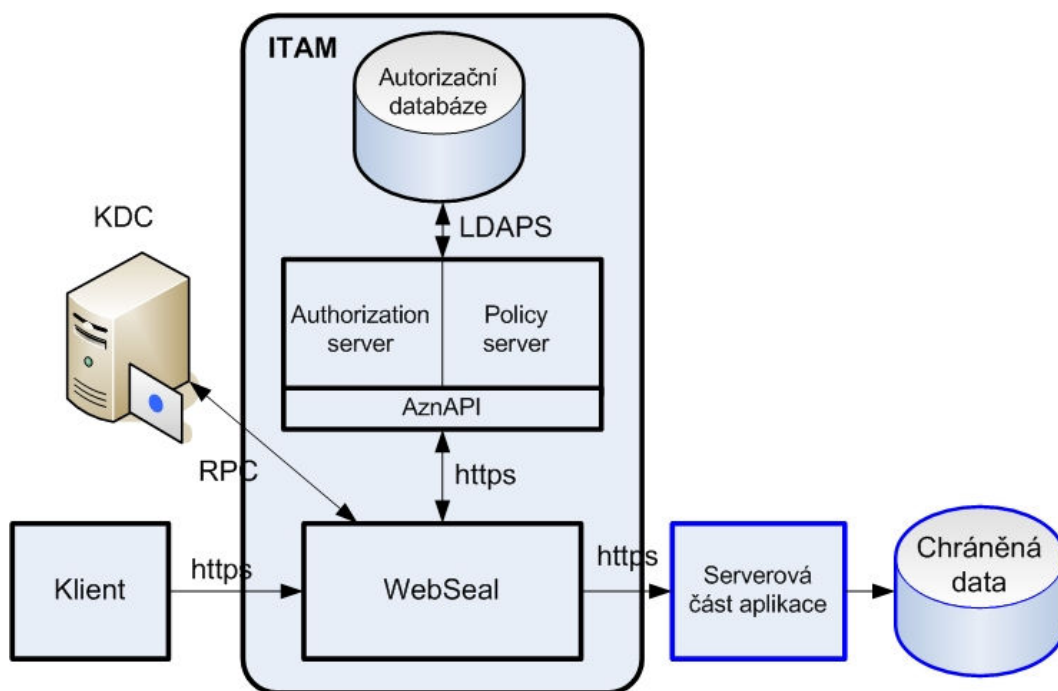 ITAM
Autorizační
databáze
LDAPS
KDC
Authorization
server
Policy
server
AznAPI
RPC
https
Klient
https
WebSeal
https
Serverová
část aplikace
Chráněná
data